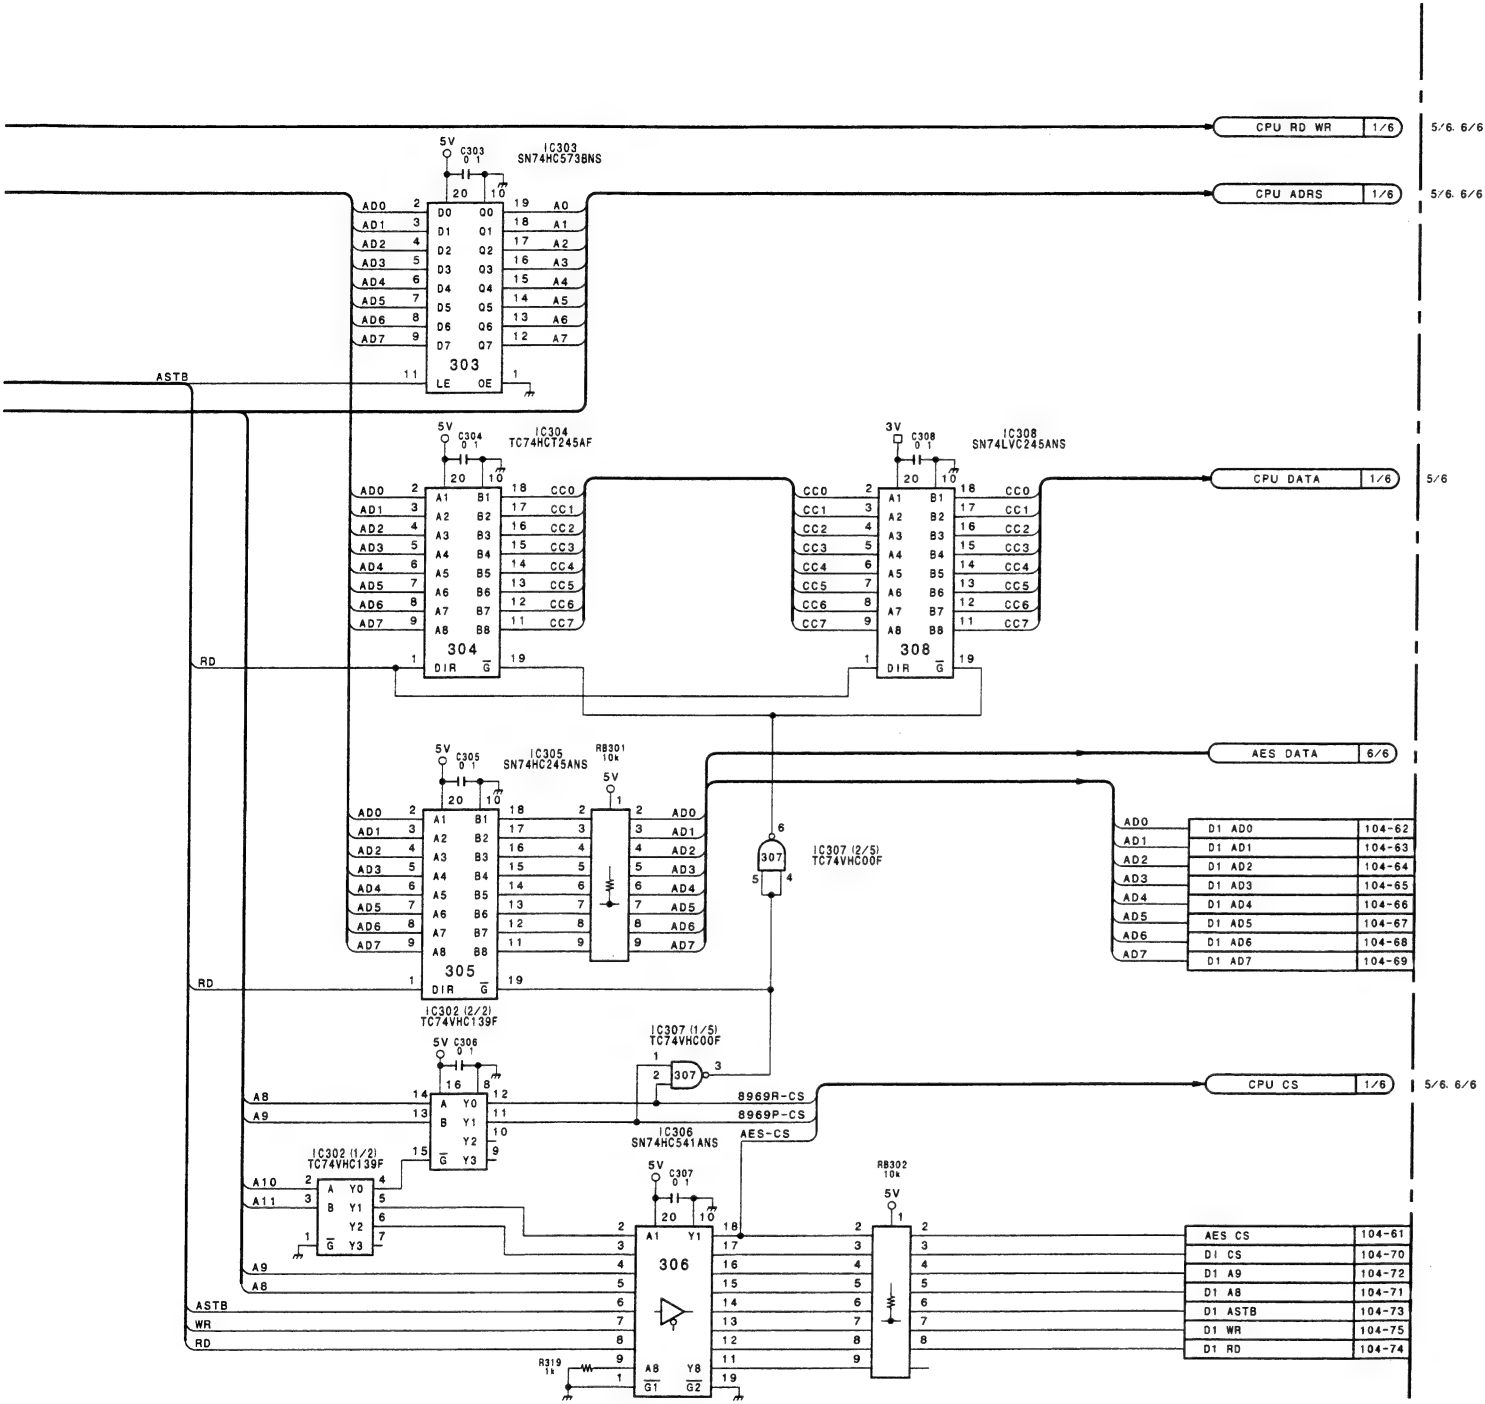 CPU RD WR 1/6 5/6. 6/6
5V C303 0 1 IC303 SN74HC573BNS
CPU ADRS 1/6 5/6. 6/6
20 10
AD0 2 D0 Q0 19 A0
AD1 3 D1 Q1 18 A1
AD2 4 D2 Q2 17 A2
AD3 5 D3 Q3 16 A3
AD4 6 D4 Q4 15 A4
AD5 7 D5 Q5 14 A5
AD6 8 D6 Q6 13 A6
AD7 9 D7 Q7 12 A7
303
ASTB 11 LE OE 1
5V C304 0 1 IC304 TC74HCT245AF
3V C308 0 1 IC308 SN74LVC245ANS
CPU DATA 1/6 5/6
20 10 20 10
AD0 2 A1 B1 18 CC0 CC0 2 A1 B1 18 CC0
AD1 3 A2 B2 17 CC1 CC1 3 A2 B2 17 CC1
AD2 4 A3 B3 16 CC2 CC2 4 A3 B3 16 CC2
AD3 5 A4 B4 15 CC3 CC3 5 A4 B4 15 CC3
AD4 6 A5 B5 14 CC4 CC4 6 A5 B5 14 CC4
AD5 7 A6 B6 13 CC5 CC5 7 A6 B6 13 CC5
AD6 8 A7 B7 12 CC6 CC6 8 A7 B7 12 CC6
AD7 9 A8 B8 11 CC7 CC7 9 A8 B8 11 CC7
304 308
RD 1 DIR G 19 1 DIR G 19
5V C305 0 1 IC305 SN74HC245ANS
RB301 10k 5V 1
AES DATA 6/6
20 10
AD0 2 A1 B1 18 2 2 AD0
AD1 3 A2 B2 17 3 3 AD1
AD2 4 A3 B3 16 4 4 AD2
AD3 5 A4 B4 15 5 5 AD3
AD4 6 A5 B5 14 6 6 AD4
AD5 7 A6 B6 13 7 7 AD5
AD6 8 A7 B7 12 8 8 AD6
AD7 9 A8 B8 11 9 9 AD7
305
RD 1 DIR G 19
6 307 5 4
IC307 (2/5) TC74VHC00F
AD0 D1 AD0 104-62
AD1 D1 AD1 104-63
AD2 D1 AD2 104-64
AD3 D1 AD3 104-65
AD4 D1 AD4 104-66
AD5 D1 AD5 104-67
AD6 D1 AD6 104-68
AD7 D1 AD7 104-69
IC302 (2/2) TC74VHC139F
5V C306 0 1
IC307 (1/5) TC74VHC00F
1 2 307 3
16 8
CPU CS 1/6 5/6. 6/6
A8 14 A Y0 12 8969R-CS
A9 13 B Y1 11 8969P-CS
Y2 10
15 G Y3 9
AES-CS
IC306 SN74HC541ANS
IC302 (1/2) TC74VHC139F
5V C307 0 1
RB302 10k 5V 1
A10 2 A Y0 4
A11 3 B Y1 5
Y2 6
1 G Y3 7
20 10
2 A1 Y1 18 2 2 AES CS 104-61
3 17 3 3 DI CS 104-70
A9 4 306 16 4 4 D1 A9 104-72
A8 5 15 5 5 D1 A8 104-71
ASTB 6 14 6 6 D1 ASTB 104-73
WR 7 13 7 7 D1 WR 104-75
RD 8 12 8 8 D1 RD 104-74
R319 1k 9 A8 Y8 11 9
1 G1 G2 19